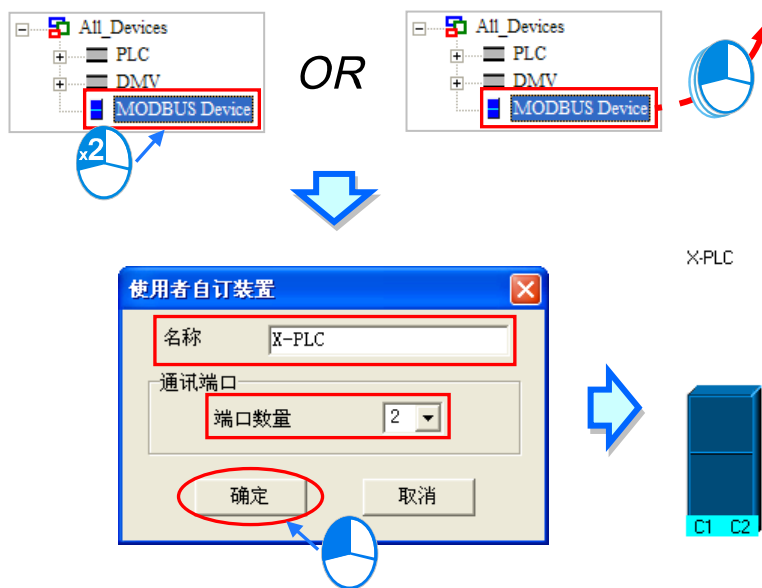 All_Devices
PLC
DMV
MODBUS Device
x2
OR
All_Devices
PLC
DMV
MODBUS Device
使用者自订装置
名称 X-PLC
通讯端口
端口数量 2
确定 取消
X-PLC
C1 C2